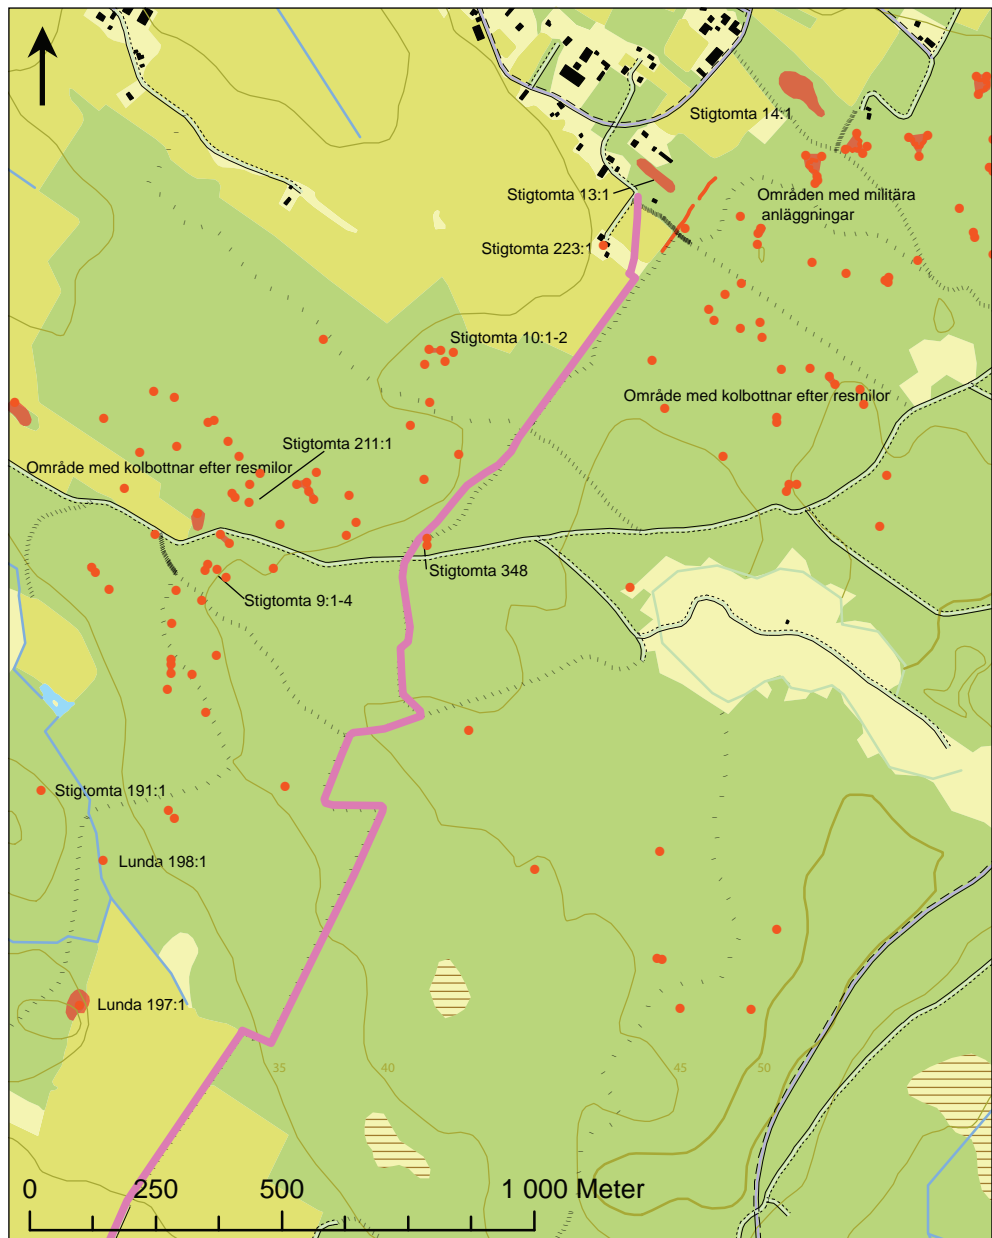 Stigtomta 14:1
Stigtomta 13:1
Områden med militära
anläggningar
Stigtomta 223:1
Stigtomta 10:1-2
Område med kolbottnar efter resmilor
Stigtomta 211:1
Område med kolbottnar efter resmilor
Stigtomta 348
Stigtomta 9:1-4
Stigtomta 191:1
Lunda 198:1
Lunda 197:1
35
40
45
50
0 250 500 1 000 Meter